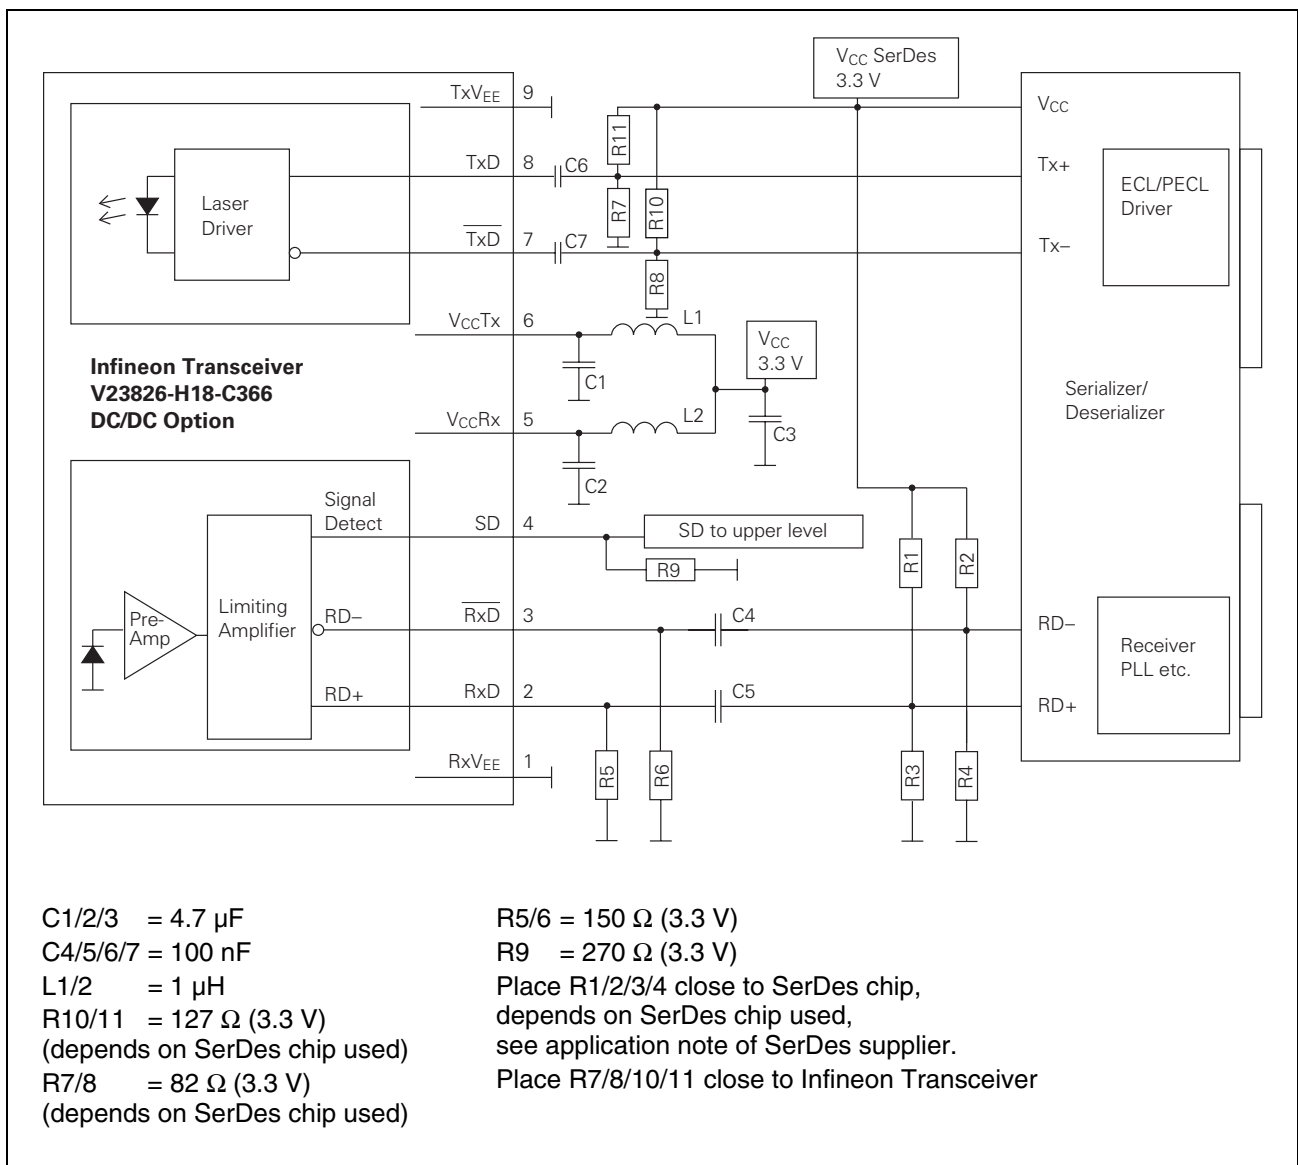 V_CC SerDes
3.3 V
TxV_EE 9
V_CC
R11
TxD 8 C6
Tx+
ECL/PECL
Driver
Laser
Driver
R7
R10
T̅x̅D̅ 7 C7
Tx–
R8
V_CCTx 6 L1
V_CC
3.3 V
Infineon Transceiver
V23826-H18-C366
DC/DC Option
C1
Serializer/
Deserializer
V_CCRx 5 L2
C3
C2
Signal
Detect
SD 4
SD to upper level
R1
R2
R9
Pre-
Amp
Limiting
Amplifier
RD–
R̅x̅D̅ 3
C4
RD–
Receiver
PLL etc.
RD+
RxD 2
C5
RD+
RxV_EE 1
R5
R6
R3
R4
C1/2/3 = 4.7 µF
C4/5/6/7 = 100 nF
L1/2 = 1 µH
R10/11 = 127 Ω (3.3 V)
(depends on SerDes chip used)
R7/8 = 82 Ω (3.3 V)
(depends on SerDes chip used)
R5/6 = 150 Ω (3.3 V)
R9 = 270 Ω (3.3 V)
Place R1/2/3/4 close to SerDes chip,
depends on SerDes chip used,
see application note of SerDes supplier.
Place R7/8/10/11 close to Infineon Transceiver